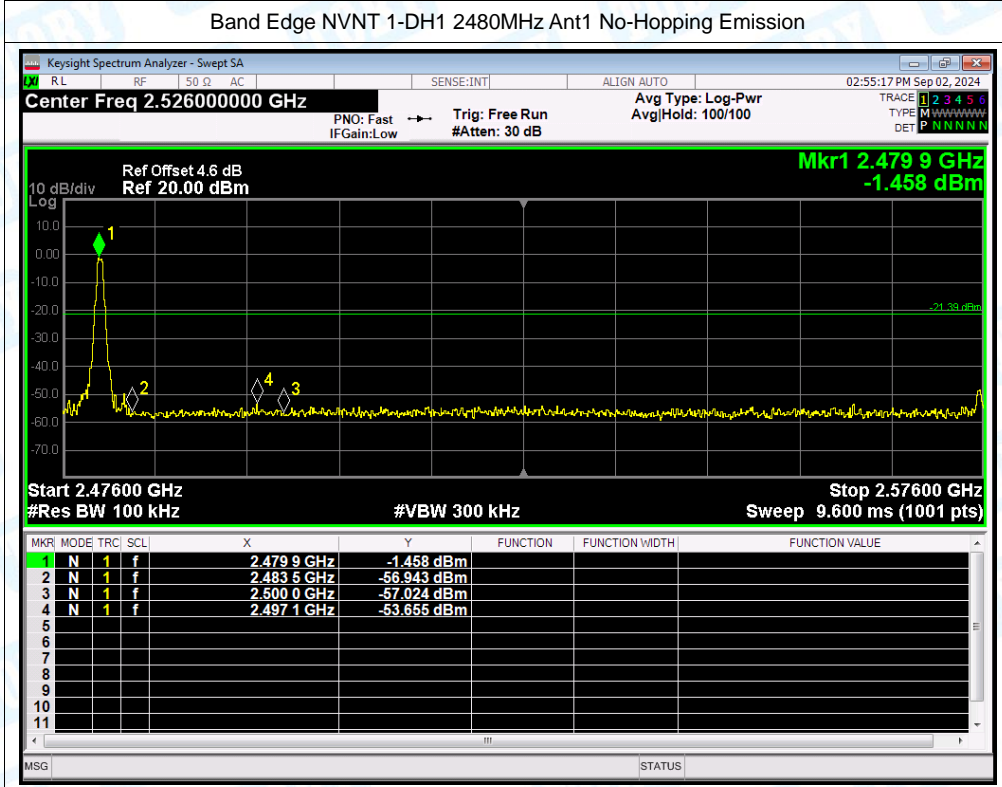 Band Edge NVNT 1-DH1 2480MHz Ant1 No-Hopping Emission
Keysight Spectrum Analyzer - Swept SA
LXI RL RF 50 Ω AC SENSE:INT ALIGN AUTO 02:55:17 PM Sep 02, 2024
Center Freq 2.526000000 GHz Avg Type: Log-Pwr TRACE 1 2 3 4 5 6
PNO: Fast Trig: Free Run Avg|Hold: 100/100 TYPE M W W W W W
IFGain:Low #Atten: 30 dB DET P N N N N N
Mkr1 2.479 9 GHz
Ref Offset 4.6 dB
10 dB/div Ref 20.00 dBm -1.458 dBm
Log
10.0
1
0.00
-10.0
-20.0
-21.39 dBm
-30.0
-40.0
2 4 3
-50.0
-60.0
-70.0
Start 2.47600 GHz Stop 2.57600 GHz
#Res BW 100 kHz #VBW 300 kHz Sweep 9.600 ms (1001 pts)
MKR MODE TRC SCL X Y FUNCTION FUNCTION WIDTH FUNCTION VALUE
1 N 1 f 2.479 9 GHz -1.458 dBm
2 N 1 f 2.483 5 GHz -56.943 dBm
3 N 1 f 2.500 0 GHz -57.024 dBm
4 N 1 f 2.497 1 GHz -53.655 dBm
5
6
7
8
9
10
11
MSG STATUS